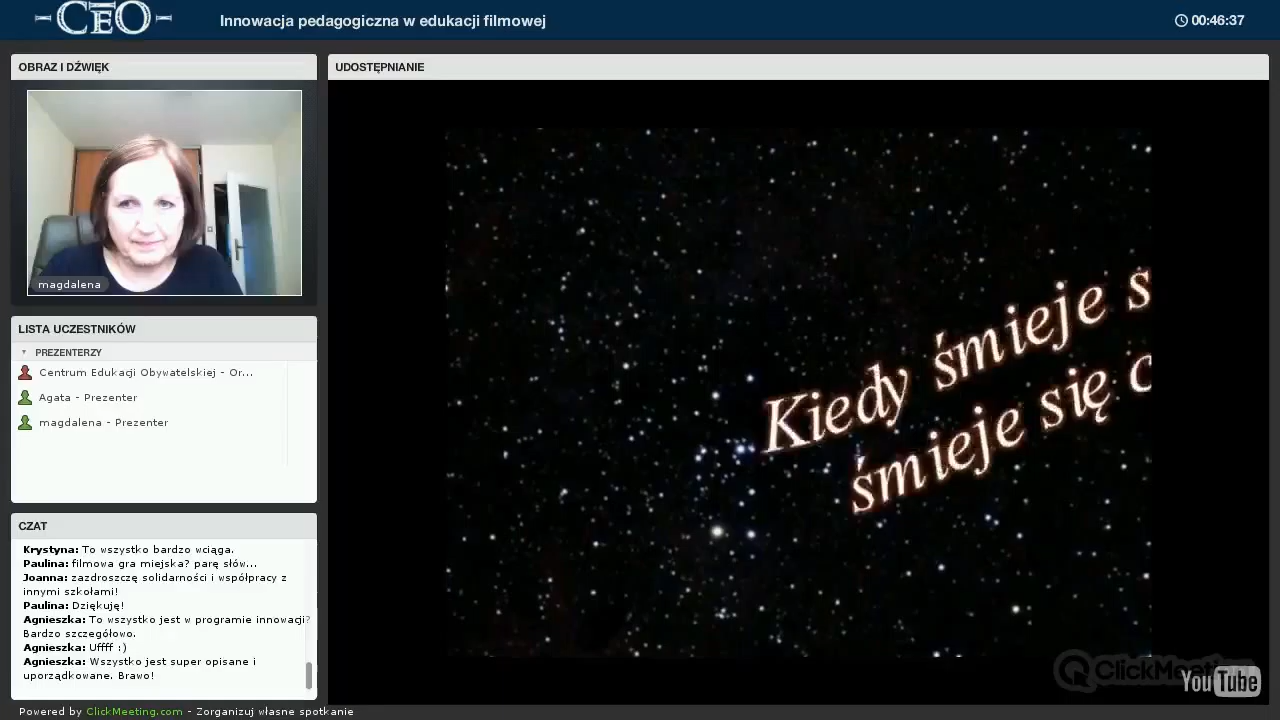 CEO
Innowacja pedagogiczna w edukacji filmowej
00:46:37
OBRAZ I DŹWIĘK
magdalena
LISTA UCZESTNIKÓW
PREZENTERZY
Centrum Edukacji Obywatelskiej - Or...
Agata - Prezenter
magdalena - Prezenter
CZAT
Krystyna: To wszystko bardzo wciąga.
Paulina: filmowa gra miejska? parę słów...
Joanna: zazdroszczę solidarności i współpracy z
innymi szkołami!
Paulina: Dziękuję!
Agnieszka: To wszystko jest w programie innowacji?
Bardzo szczegółowo.
Agnieszka: Uffff :)
Agnieszka: Wszystko jest super opisane i
uporządkowane. Brawo!
UDOSTĘPNIANIE
Kiedy śmieje s
śmieje się
ClickMeeting
YouTube
Powered by ClickMeeting.com - Zorganizuj własne spotkanie